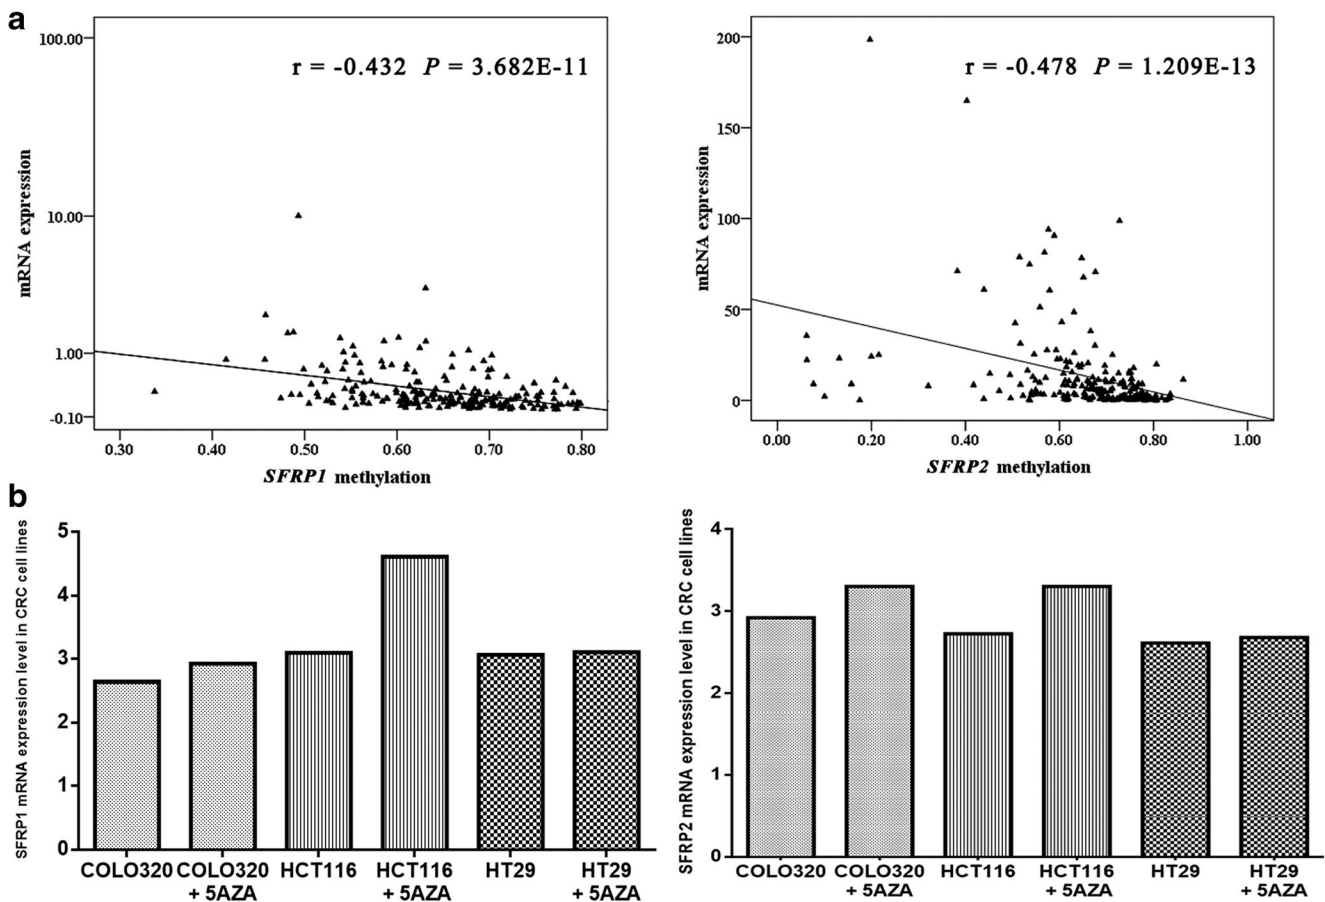 a
r = -0.432 P = 3.682E-11
mRNA expression
100.00
10.00
1.00
-0.10
0.30 0.40 0.50 0.60 0.70 0.80
SFRP1 methylation
r = -0.478 P = 1.209E-13
mRNA expression
200
150
100
50
0
0.00 0.20 0.40 0.60 0.80 1.00
SFRP2 methylation
b
SFRP1 mRNA expression level in CRC cell lines
5
4
3
2
1
0
COLO320 COLO320 HCT116 HCT116 HT29 HT29
+ 5AZA + 5AZA + 5AZA
SFRP2 mRNA expression level in CRC cell lines
4
3
2
1
0
COLO320 COLO320 HCT116 HCT116 HT29 HT29
+ 5AZA + 5AZA + 5AZA